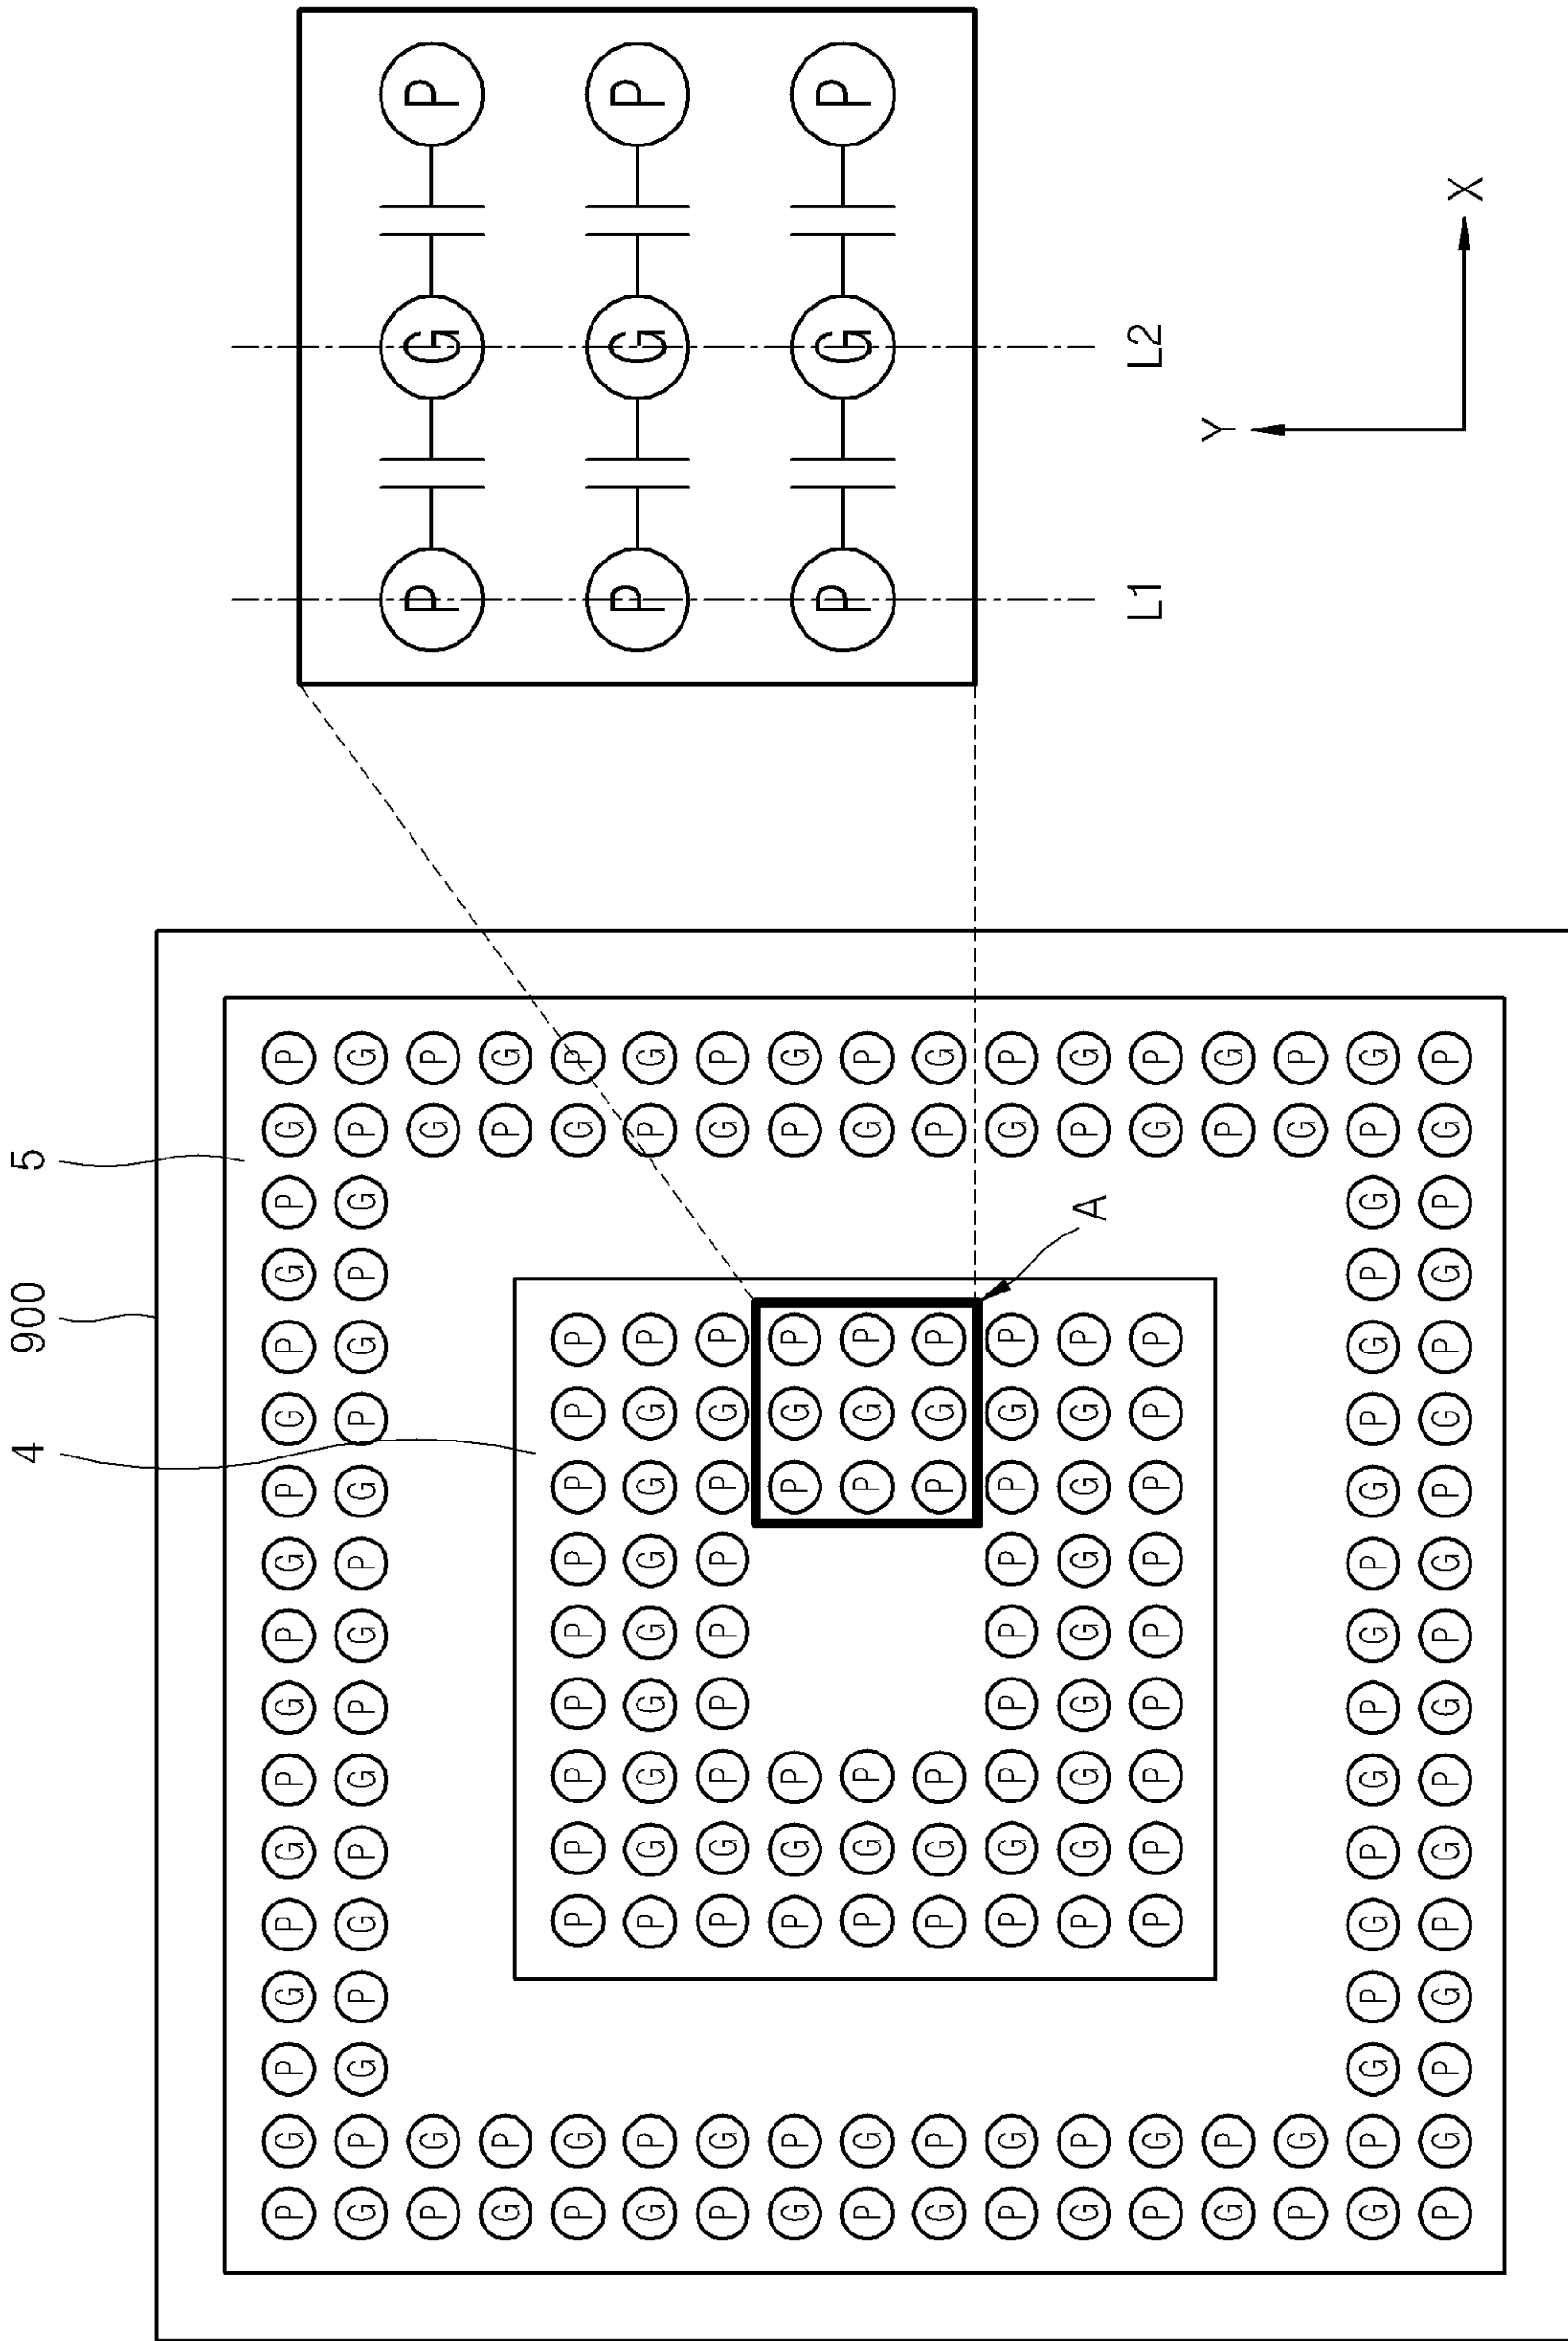 4 900 5
P G P G P G P G P G P G P G P G P
G P G P G P G P G P G P G P G P G
P G G P
G P P G
P G P P P P P P P P P G P
G P P G G G G G G G P P G
P G P G P P P P P G P G P
G P P G P P G P P G
P G P G P P G P G P
G P P G P P G P P G
P G P G P P P P P G P G P
G P P G G G G G G G P P G
P G P P P P P P P P P G P
G P P G
P G G P
G P G P G P G P G P G P G P G P G
P G P G P G P G P G P G P G P G P
A
P G P
P G P
P G P
L1 L2
Y
X